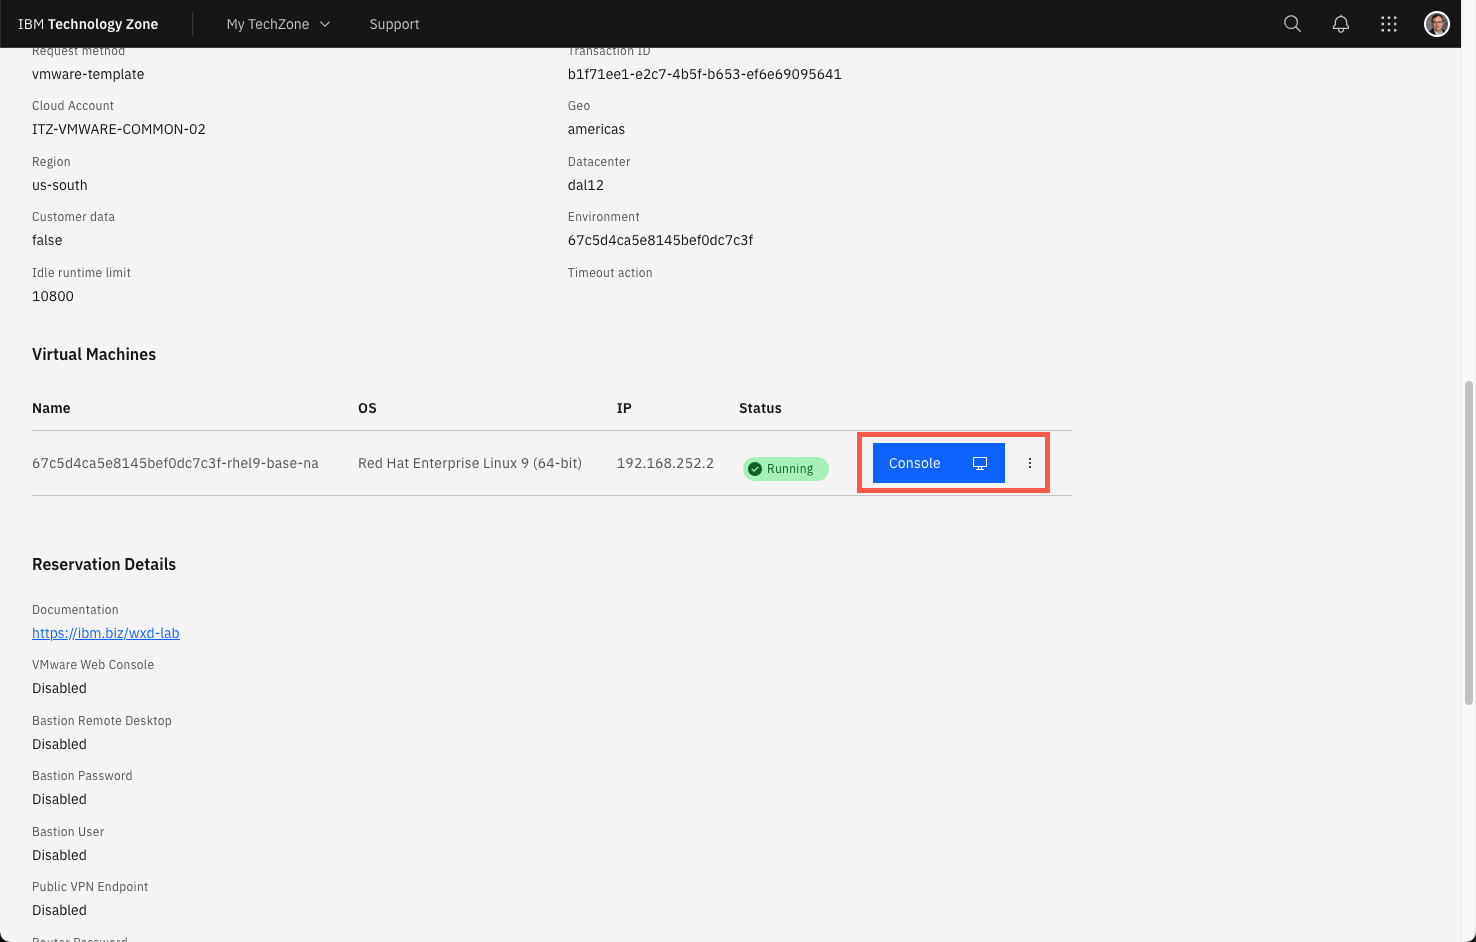 IBM Technology Zone
My TechZone
Support
Request method
Transaction ID
vmware-template
b1f71ee1-e2c7-4b5f-b653-ef6e69095641
Cloud Account
Geo
ITZ-VMWARE-COMMON-02
americas
Region
Datacenter
us-south
dal12
Customer data
Environment
false
67c5d4ca5e8145bef0dc7c3f
Idle runtime limit
Timeout action
10800
Virtual Machines
Name OS IP Status
67c5d4ca5e8145bef0dc7c3f-rhel9-base-na Red Hat Enterprise Linux 9 (64-bit) 192.168.252.2 Running Console
Reservation Details
Documentation
https://ibm.biz/wxd-lab
VMware Web Console
Disabled
Bastion Remote Desktop
Disabled
Bastion Password
Disabled
Bastion User
Disabled
Public VPN Endpoint
Disabled
Router Password